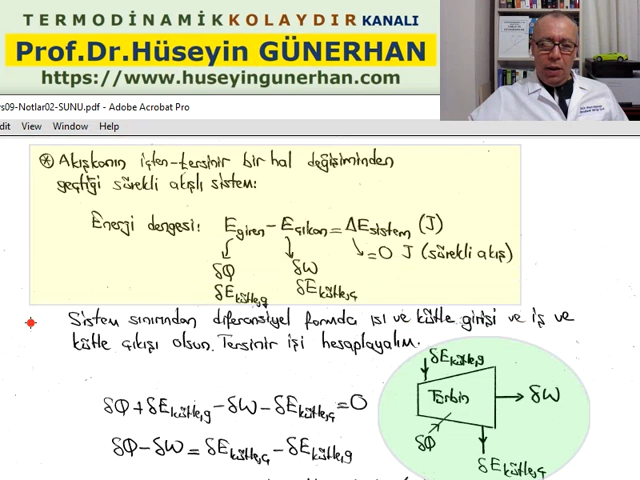 TERMODİNAMİK KOLAYDIR KANALI
Prof.Dr.Hüseyin GÜNERHAN
https://www.huseyingunerhan.com
rs09-Notlar02-SUNU.pdf - Adobe Acrobat Pro
dit View Window Help
⊛ Akışkanın içten-tersinir bir hal değişiminden
geçtiği sürekli akışlı sistem:
Enerji dengesi: Egiren - Eçıkan = ΔEsistem (J)
= 0 J (sürekli akış)
δQ δW
δEkütle,g δEkütle,ç
Sistem sınırından diferansiyel formda ısı ve kütle girişi ve iş ve
kütle çıkışı olsun. Tersinir işi hesaplayalım.
δEkütle,g
Türbin
δW
δQ
δEkütle,ç
δQ + δEkütle,g - δW - δEkütle,ç = 0
δQ - δW = δEkütle,ç - δEkütle,g